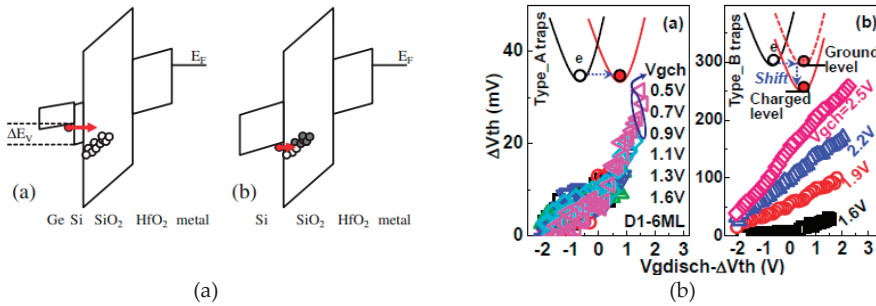 E_F
ΔE_V
(a)
Ge Si SiO₂ HfO₂ metal
E_F
(b)
Si SiO₂ HfO₂ metal
(a)
ΔVth (mV)
40
20
0
Type_A traps
(a)
e
Vgch
0.5V
0.7V
0.9V
1.1V
1.3V
1.6V
D1-6ML
-2 -1 0 1 2 3
300
200
100
0
Type_B traps
(b)
e
Shift
Ground
level
Charged
level
Vgch=2.5V
2.2V
1.9V
1.6V
-2 -1 0 1 2 3
Vgdisch-ΔVth (V)
(b)